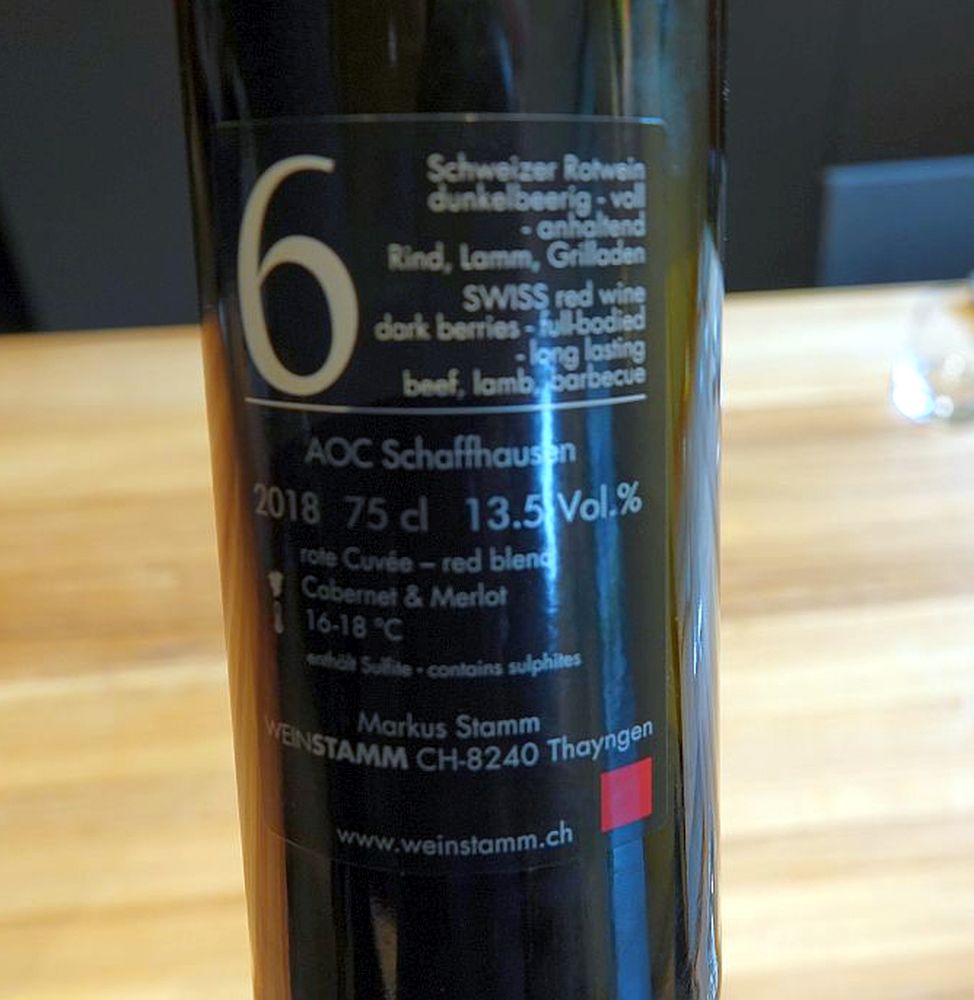 6
Schweizer Rotwein
dunkelbeerig - voll
- anhaltend
Rind, Lamm, Grilladen
SWISS red wine
dark berries - full-bodied
- long lasting
beef, lamb, barbecue
AOC Schaffhausen
2018 75 cl 13.5 Vol.%
rote Cuvée – red blend
Cabernet & Merlot
16-18 °C
enthält Sulfite - contains sulphites
Markus Stamm
WEINSTAMM CH-8240 Thayngen
www.weinstamm.ch